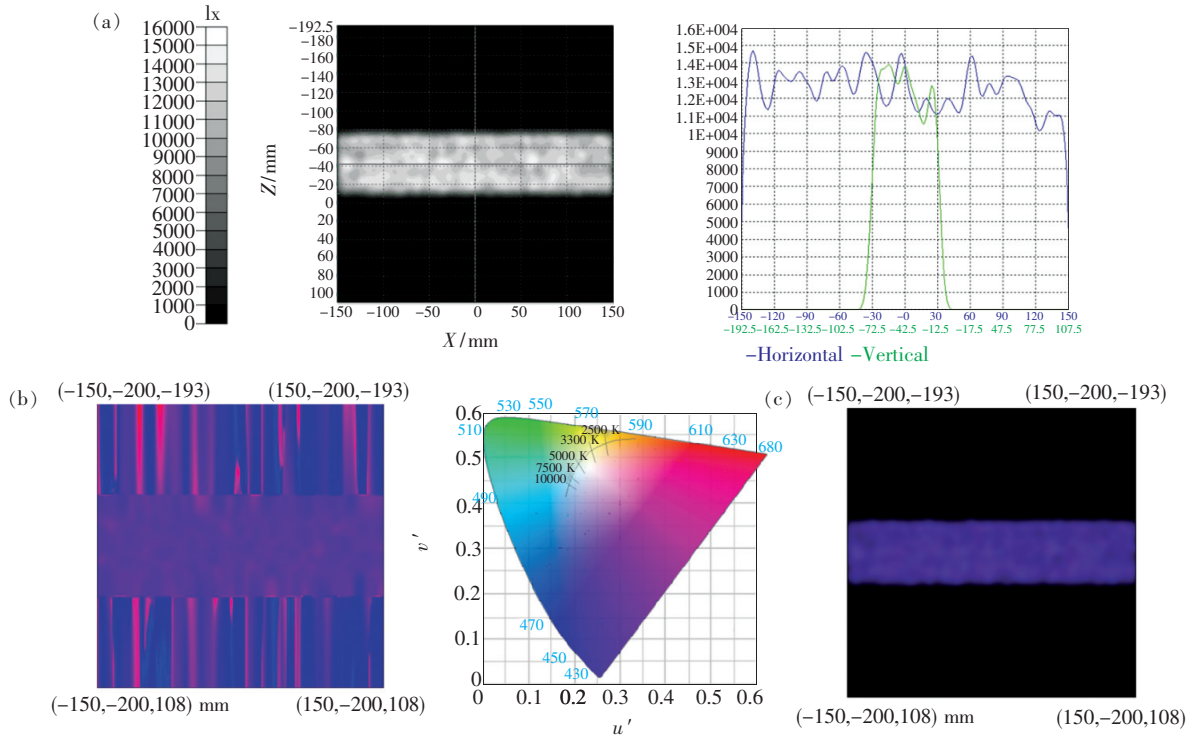 (a)
lx
16000
15000
14000
13000
12000
11000
10000
9000
8000
7000
6000
5000
4000
3000
2000
1000
0
Z/mm
-192.5
-180
-160
-140
-120
-100
-80
-60
-40
-20
0
20
40
60
80
100
-150 -100 -50 0 50 100 150
X/mm
1.6E+004
1.5E+004
1.4E+004
1.3E+004
1.2E+004
1.1E+004
1E+004
9000
8000
7000
6000
5000
4000
3000
2000
1000
0
-150 -120 -90 -60 -30 -0 30 60 90 120 150
-192.5 -162.5 -132.5 -102.5 -72.5 -42.5 -12.5 -17.5 47.5 77.5 107.5
-Horizontal -Vertical
(b)
(-150,-200,-193) (150,-200,-193)
(-150,-200,108) mm (150,-200,108)
v'
0.6
0.5
0.4
0.3
0.2
0.1
0
510
530 550
570
590
610
630
680
490
470
450
430
2500 K
3300 K
5000 K
7500 K
10000
0 0.1 0.2 0.3 0.4 0.5 0.6
u'
(c)
(-150,-200,-193) (150,-200,-193)
(-150,-200,108) mm (150,-200,108)